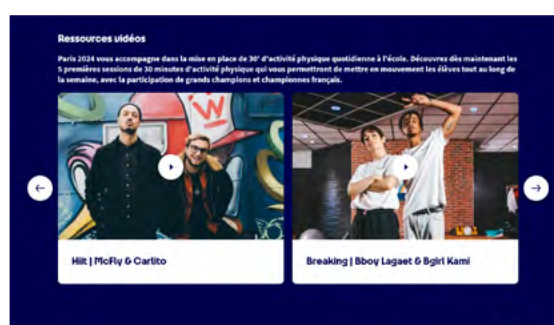 Ressources vidéos
Paris 2024 vous accompagne dans la mise en place de 30' d'activité physique quotidienne à l'école. Découvrez dès maintenant les
5 premières sessions de 30 minutes d'activité physique qui vous permettront de mettre en mouvement les élèves tout au long de
la semaine, avec la participation de grands champions et championnes français.
Hiit | McFly & Carlito
Breaking | Bboy Lagaet & Bgirl Kami